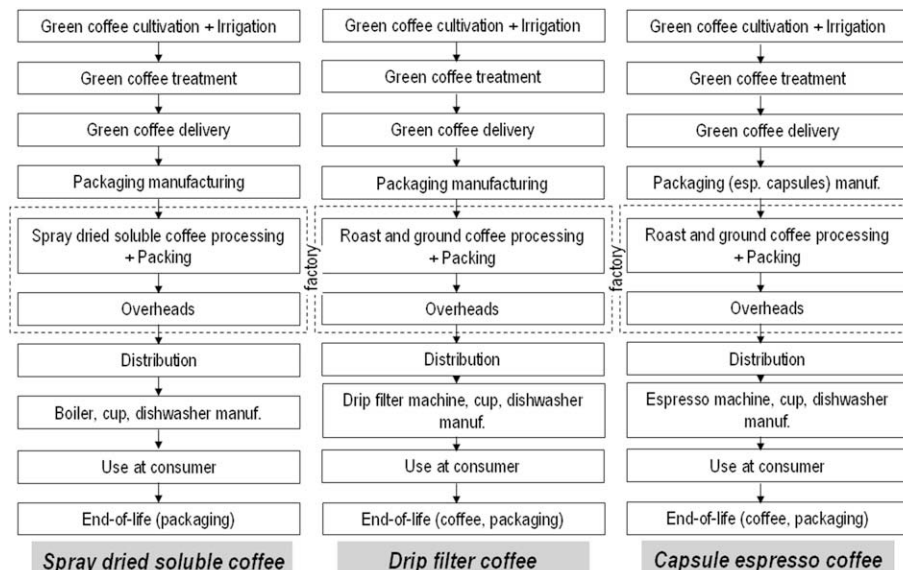 Green coffee cultivation + Irrigation
Green coffee treatment
Green coffee delivery
Packaging manufacturing
Spray dried soluble coffee processing
+ Packing
Overheads
Distribution
Boiler, cup, dishwasher manuf.
Use at consumer
End-of-life (packaging)
Spray dried soluble coffee
factory
Green coffee cultivation + Irrigation
Green coffee treatment
Green coffee delivery
Packaging manufacturing
Roast and ground coffee processing
+ Packing
Overheads
Distribution
Drip filter machine, cup, dishwasher
manuf.
Use at consumer
End-of-life (coffee, packaging)
Drip filter coffee
factory
Green coffee cultivation + Irrigation
Green coffee treatment
Green coffee delivery
Packaging (esp. capsules) manuf.
Roast and ground coffee processing
+ Packing
Overheads
Distribution
Espresso machine, cup, dishwasher
manuf.
Use at consumer
End-of-life (coffee, packaging)
Capsule espresso coffee